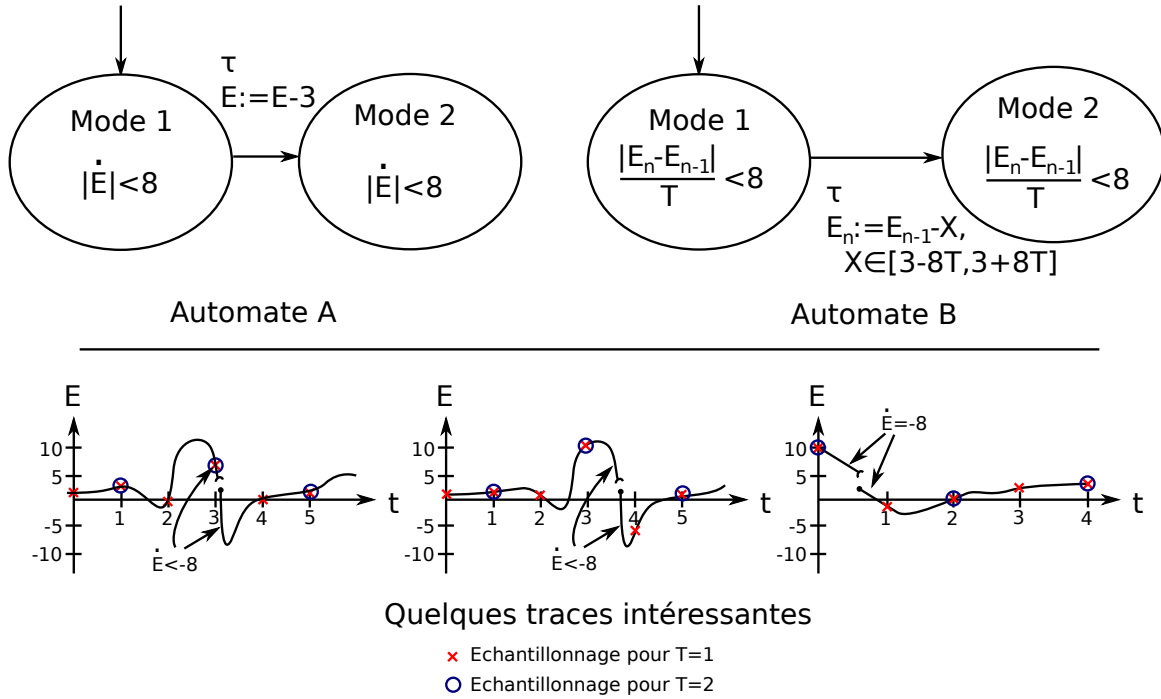 τ
E:=E-3
Mode 1
|Ė|<8
Mode 2
|Ė|<8
Mode 1
|Eₙ-Eₙ₋₁|
T
<8
Mode 2
|Eₙ-Eₙ₋₁|
T
<8
τ
Eₙ:=Eₙ₋₁-X,
X∈[3-8T,3+8T]
Automate A
Automate B
E
10
5
-5
-10
1
2
3
4
5
t
Ė<-8
E
10
5
-5
-10
1
2
3
4
5
t
Ė<-8
E
10
5
-5
-10
1
2
3
4
t
Ė=-8
Quelques traces intéressantes
Echantillonnage pour T=1
Echantillonnage pour T=2